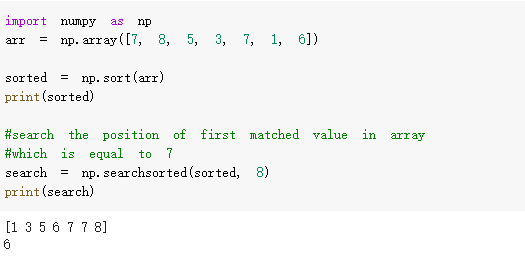 import numpy as np
arr = np.array([7, 8, 5, 3, 7, 1, 6])
sorted = np.sort(arr)
print(sorted)
#search the position of first matched value in array
#which is equal to 7
search = np.searchsorted(sorted, 8)
print(search)
[1 3 5 6 7 7 8]
6